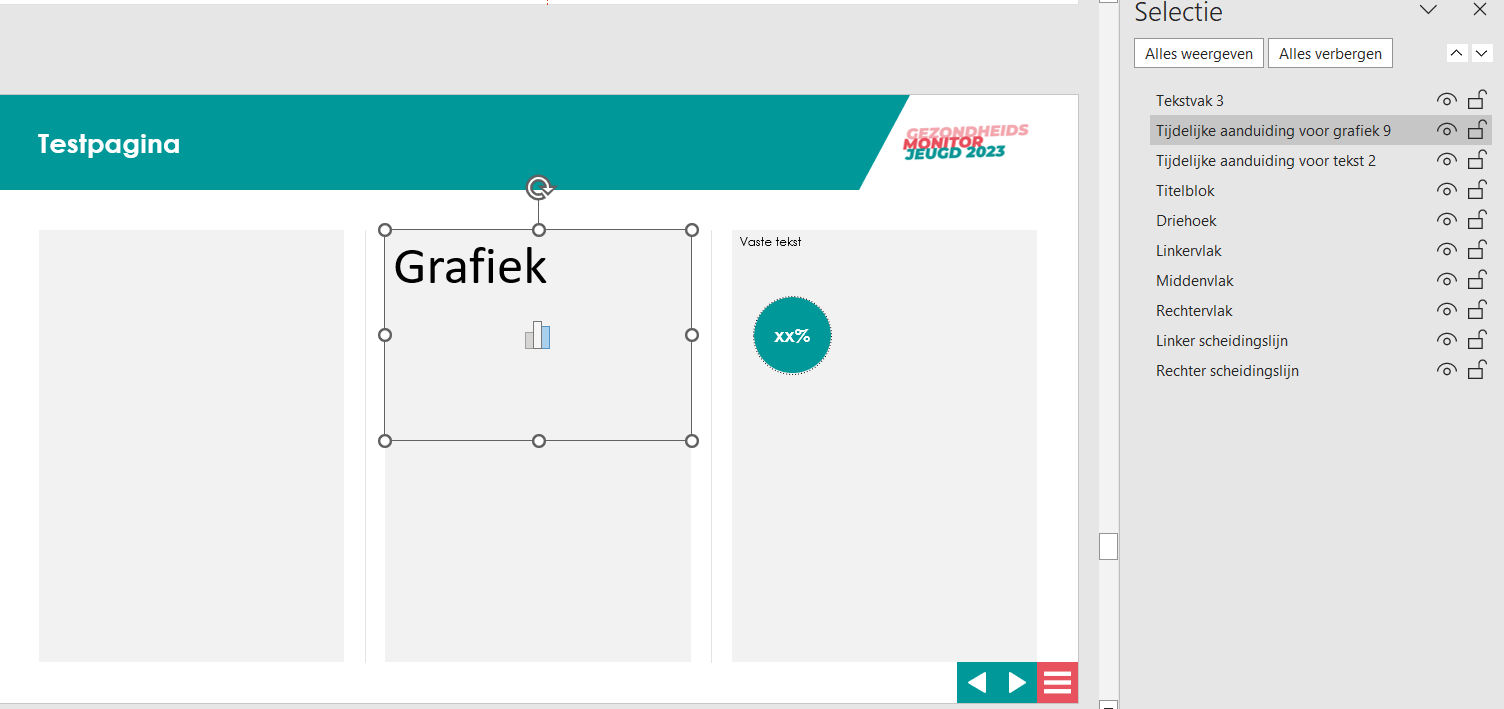 Selectie
Alles weergeven
Alles verbergen
Tekstvak 3
Tijdelijke aanduiding voor grafiek 9
Tijdelijke aanduiding voor tekst 2
Titelblok
Driehoek
Linkervlak
Middenvlak
Rechtervlak
Linker scheidingslijn
Rechter scheidingslijn
Testpagina
GEZONDHEIDS
MONITOR
JEUGD 2023
Grafiek
Vaste tekst
xx%